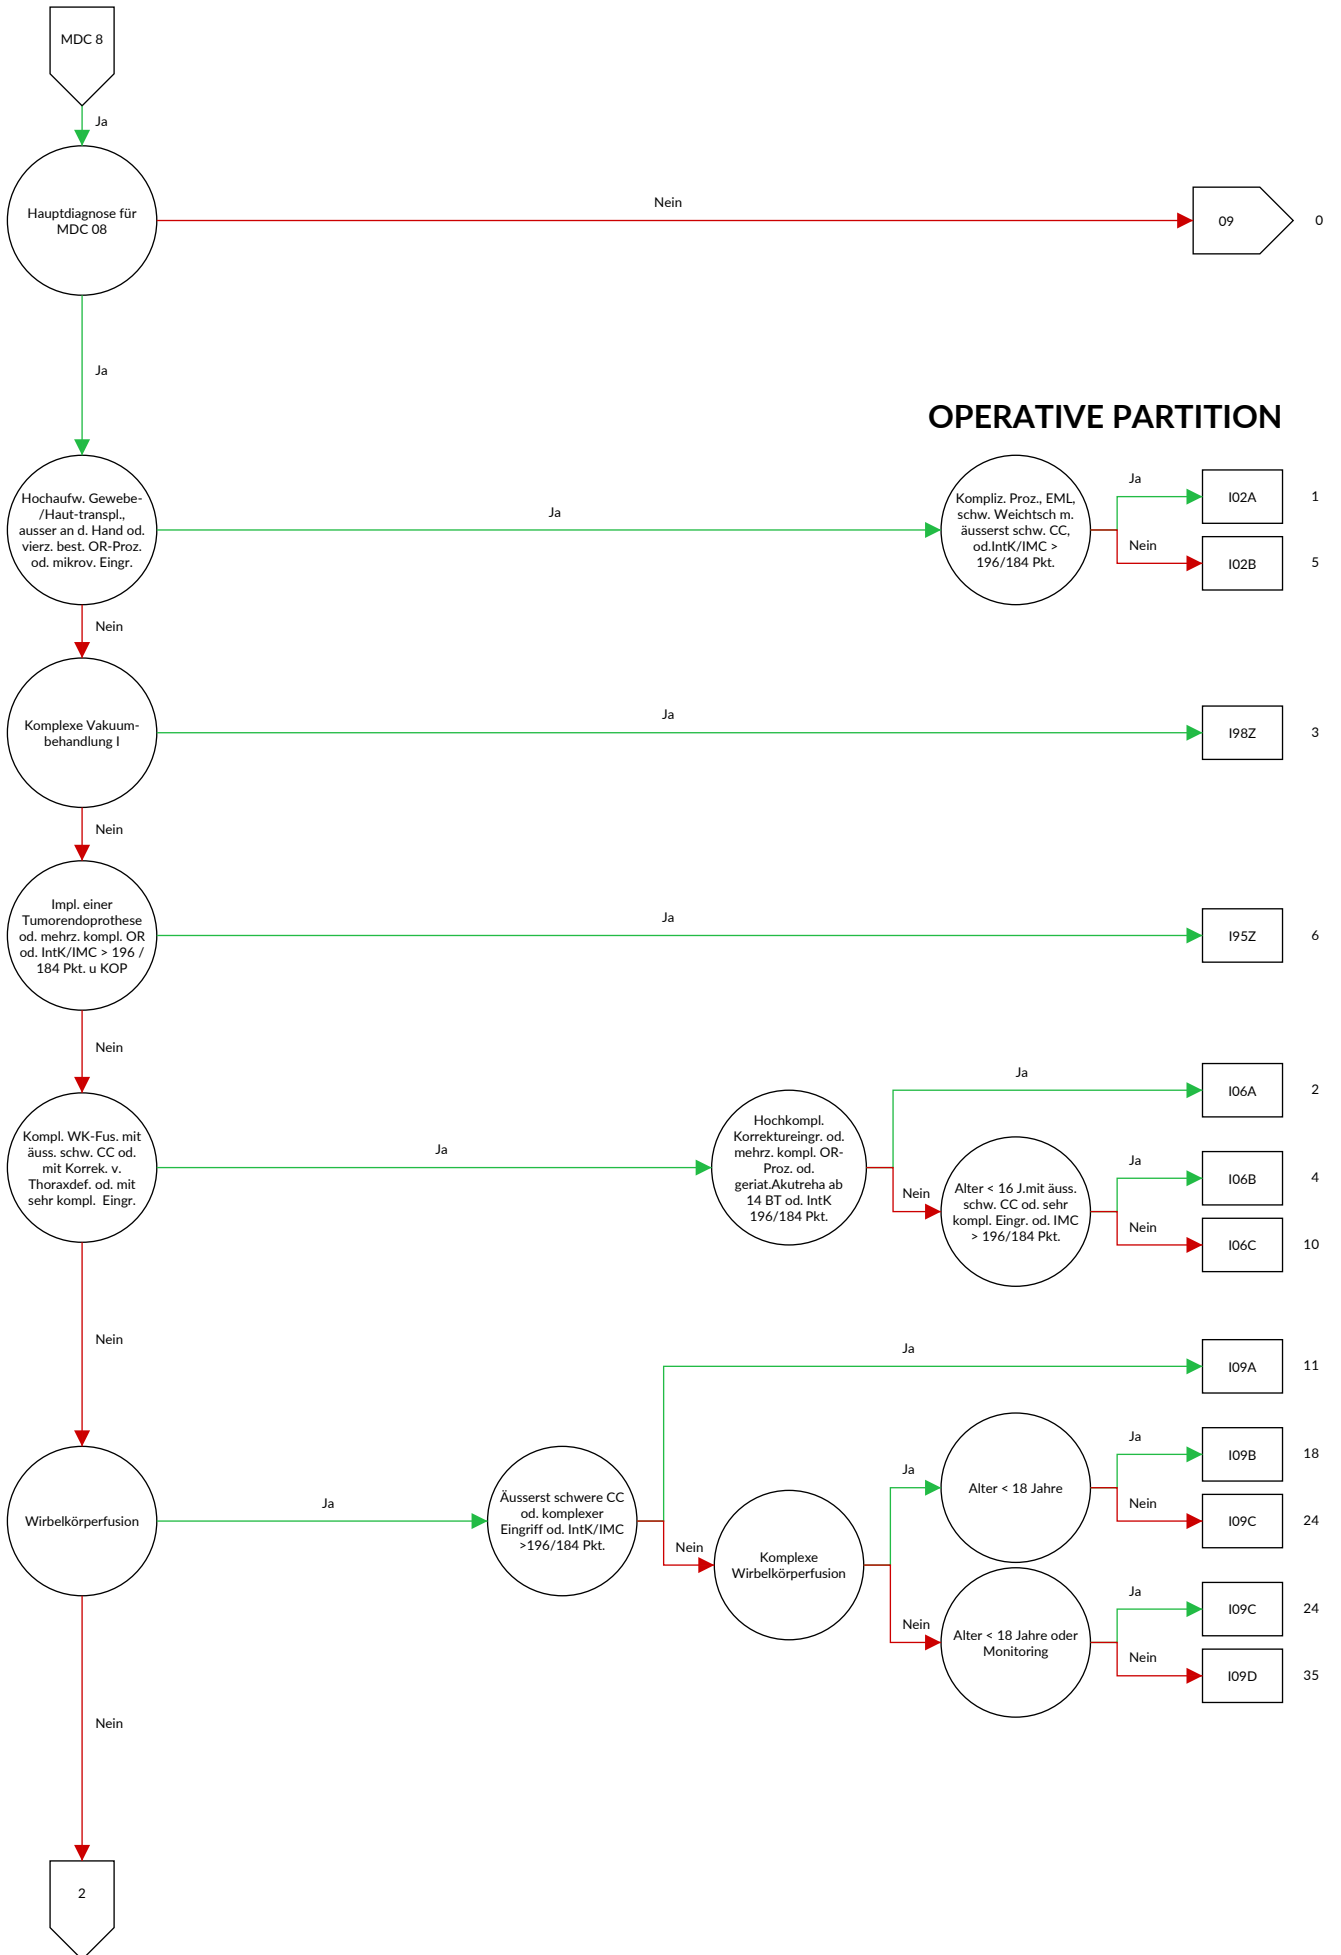 MDC 8
Ja
Hauptdiagnose für
MDC 08
Nein
09
0
Ja
OPERATIVE PARTITION
Hochaufw. Gewebe-
/Haut-transpl.,
ausser an d. Hand od.
vierz. best. OR-Proz.
od. mikrov. Eingr.
Ja
Kompliz. Proz., EML,
schw. Weichtsch m.
äusserst schw. CC,
od.IntK/IMC >
196/184 Pkt.
Ja
I02A
1
Nein
I02B
5
Nein
Komplexe Vakuum-
behandlung I
Ja
I98Z
3
Nein
Impl. einer
Tumorendoprothese
od. mehrz. kompl. OR
od. IntK/IMC > 196 /
184 Pkt. u KOP
Ja
I95Z
6
Nein
Kompl. WK-Fus. mit
äuss. schw. CC od.
mit Korrek. v.
Thoraxdef. od. mit
sehr kompl.  Eingr.
Ja
Hochkompl.
Korrektureingr. od.
mehrz. kompl. OR-
Proz. od.
geriat.Akutreha ab
14 BT od. IntK
196/184 Pkt.
Ja
I06A
2
Nein
Alter < 16 J.mit äuss.
schw. CC od. sehr
kompl. Eingr. od. IMC
> 196/184 Pkt.
Ja
I06B
4
Nein
I06C
10
Nein
Wirbelkörperfusion
Ja
Äusserst schwere CC
od. komplexer
Eingriff od. IntK/IMC
>196/184 Pkt.
Ja
I09A
11
Nein
Komplexe
Wirbelkörperfusion
Ja
Alter < 18 Jahre
Ja
I09B
18
Nein
I09C
24
Nein
Alter < 18 Jahre oder
Monitoring
Ja
I09C
24
Nein
I09D
35
Nein
2